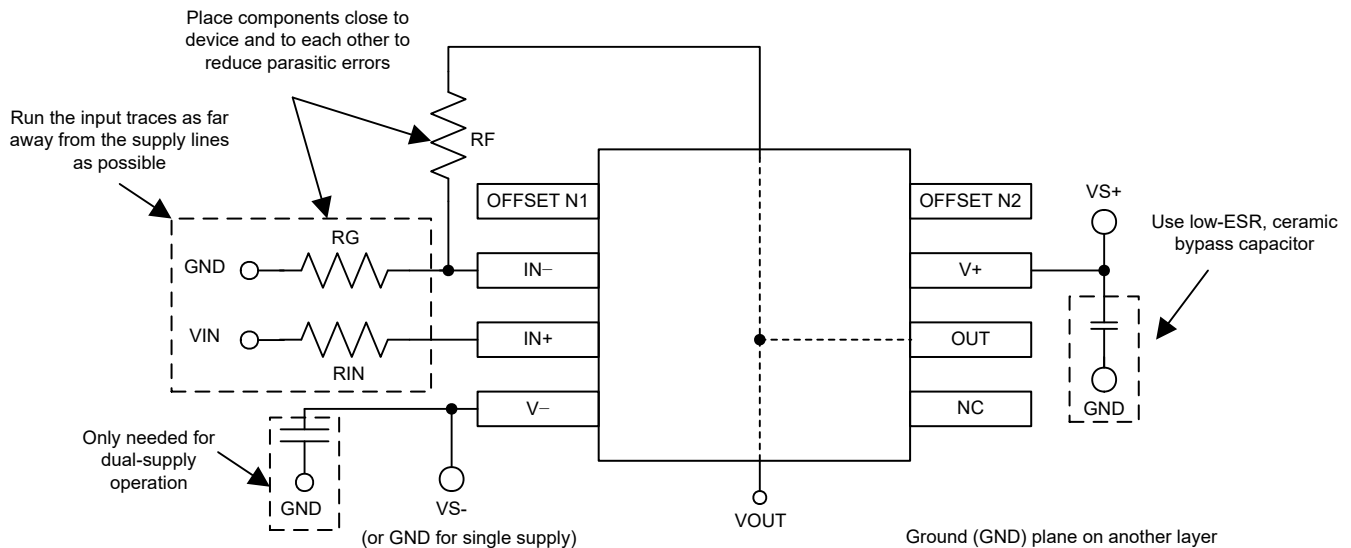 Place components close to
device and to each other to
reduce parasitic errors
Run the input traces as far
away from the supply lines
as possible
RF
OFFSET N1
OFFSET N2
VS+
Use low-ESR, ceramic
bypass capacitor
RG
GND
IN−
V+
VIN
IN+
OUT
RIN
V−
NC
GND
Only needed for
dual-supply
operation
GND
VS-
(or GND for single supply)
VOUT
Ground (GND) plane on another layer